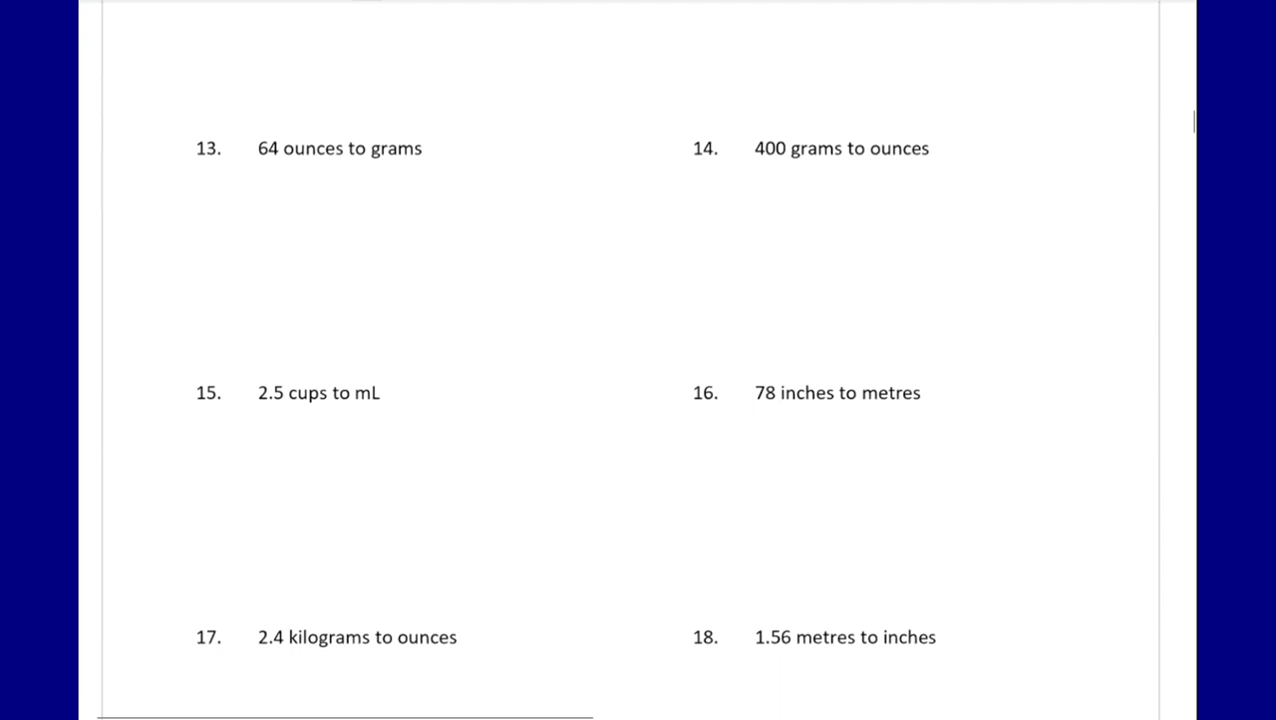 13. 64 ounces to grams
14. 400 grams to ounces
15. 2.5 cups to mL
16. 78 inches to metres
17. 2.4 kilograms to ounces
18. 1.56 metres to inches